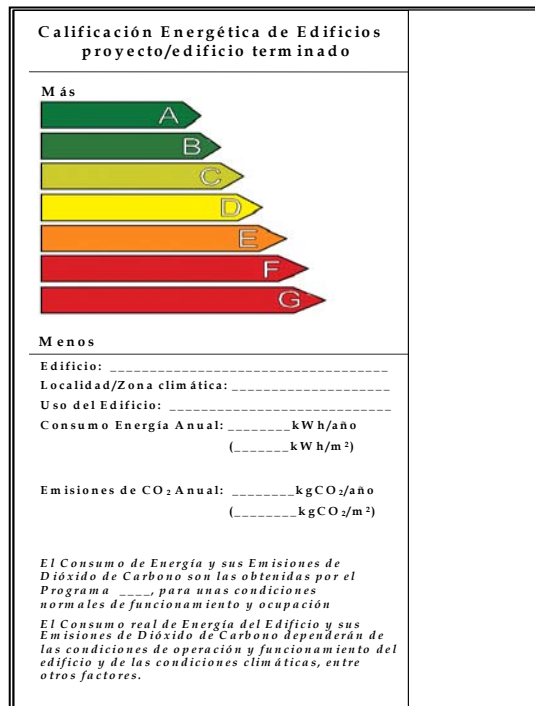 Calificación Energética de Edificios
proyecto/edificio terminado
Más
A
B
C
D
E
F
G
Menos
Edificio: ___________________________________
Localidad/Zona climática: ____________________
Uso del Edificio: ____________________________
Consumo Energía Anual: ________kWh/año
(_______kWh/m²)
Emisiones de CO₂ Anual: ________kgCO₂/año
(________kgCO₂/m²)
El Consumo de Energía y sus Emisiones de
Dióxido de Carbono son las obtenidas por el
Programa ____, para unas condiciones
normales de funcionamiento y ocupación
El Consumo real de Energía del Edificio y sus
Emisiones de Dióxido de Carbono dependerán de
las condiciones de operación y funcionamiento del
edificio y de las condiciones climáticas, entre
otros factores.